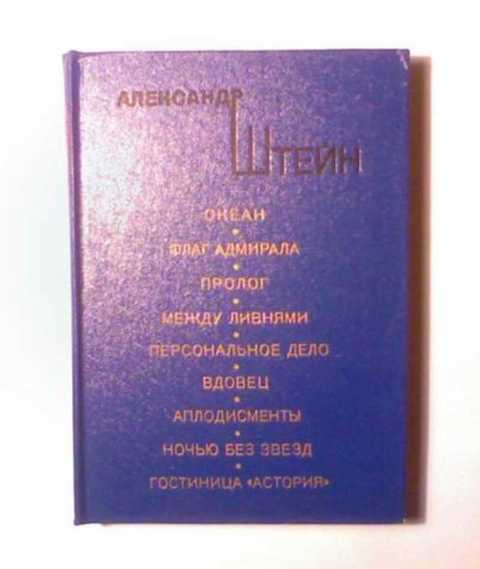 АЛЕКСАНДР
ШТЕЙН
ОКЕАН
ФЛАГ АДМИРАЛА
ПРОЛОГ
МЕЖДУ ЛИВНЯМИ
ПЕРСОНАЛЬНОЕ ДЕЛО
ВДОВЕЦ
АПЛОДИСМЕНТЫ
НОЧЬЮ БЕЗ ЗВЕЗД
ГОСТИНИЦА «АСТОРИЯ»